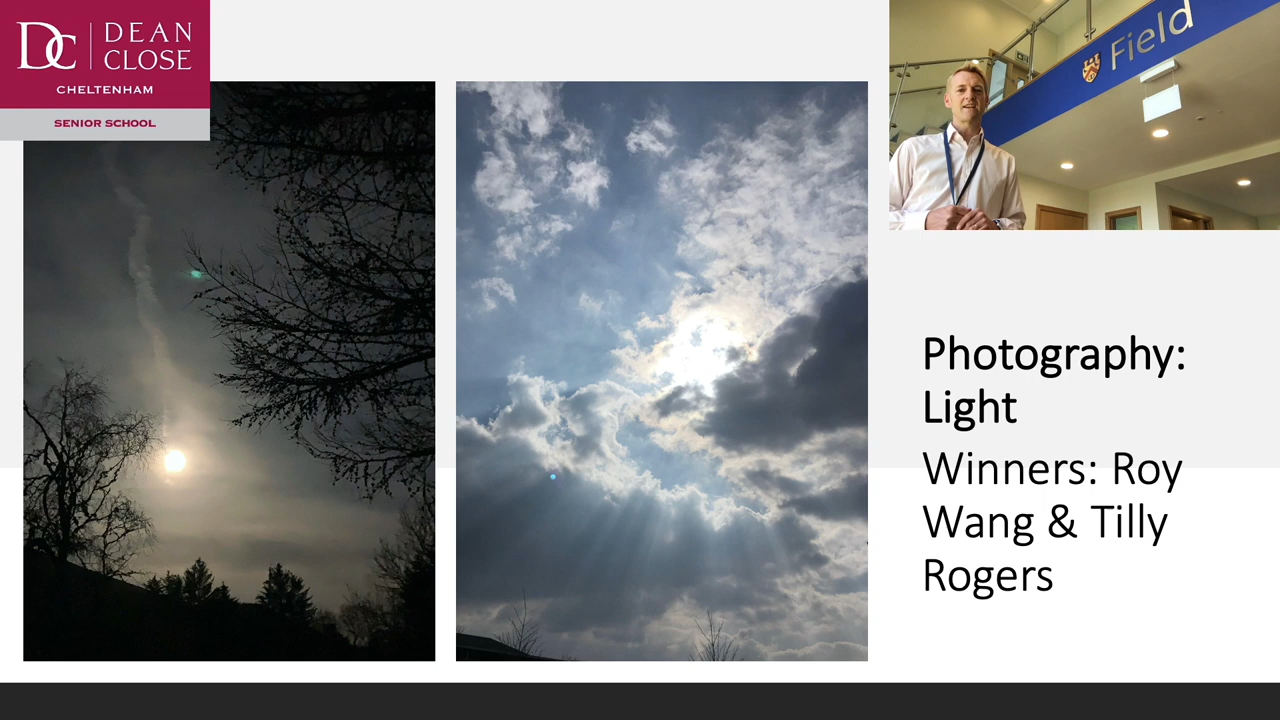 DC DEAN
CLOSE
CHELTENHAM
SENIOR SCHOOL
Field
Photography:
Light
Winners: Roy
Wang & Tilly
Rogers